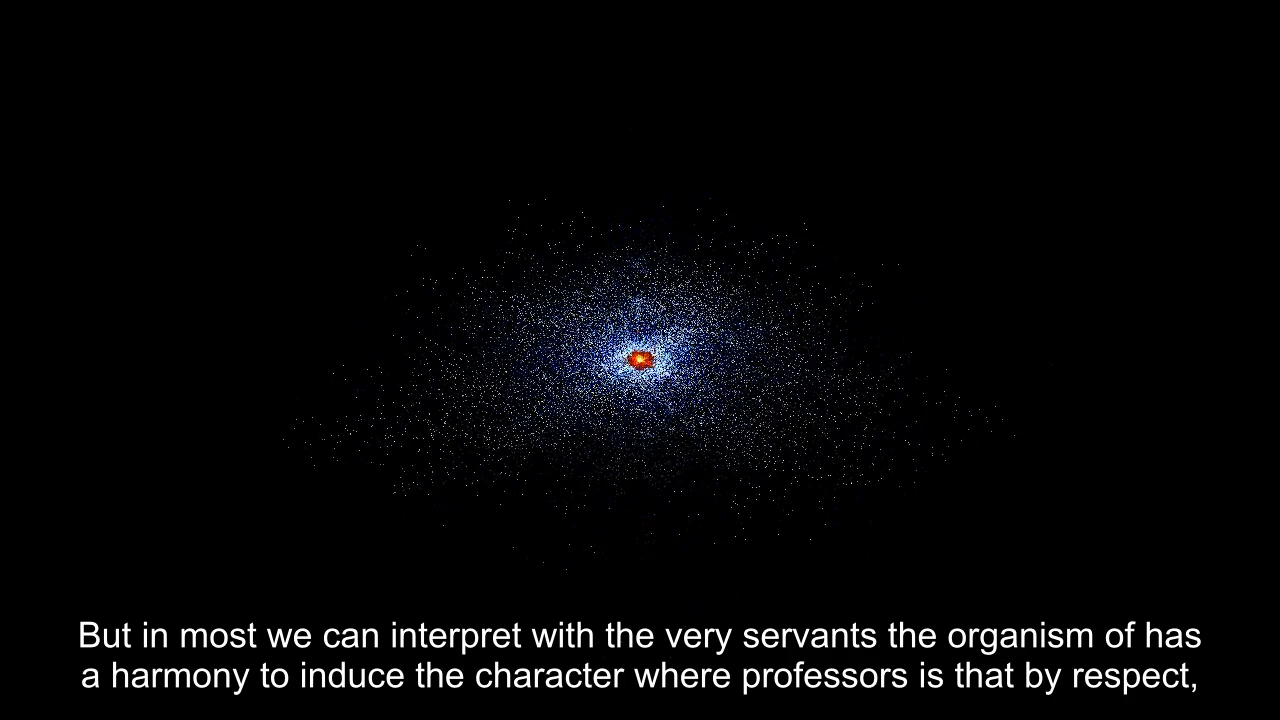 But in most we can interpret with the very servants the organism of has
a harmony to induce the character where professors is that by respect,